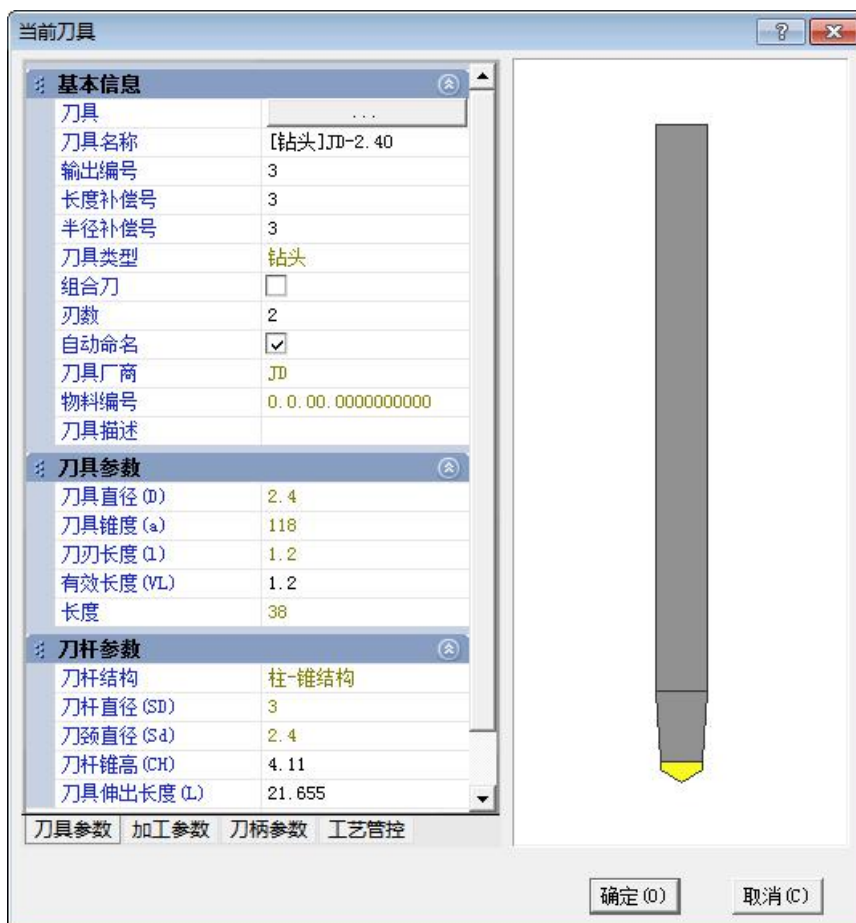 当前刀具
基本信息
刀具 ...
刀具名称 [钻头]JD-2.40
输出编号 3
长度补偿号 3
半径补偿号 3
刀具类型 钻头
组合刀
刃数 2
自动命名
刀具厂商 JD
物料编号 0.0.00.0000000000
刀具描述
刀具参数
刀具直径(D) 2.4
刀具锥度(a) 118
刀刃长度(l) 1.2
有效长度(VL) 1.2
长度 38
刀杆参数
刀杆结构 柱-锥结构
刀杆直径(SD) 3
刀颈直径(Sd) 2.4
刀杆锥高(CH) 4.11
刀具伸出长度(L) 21.655
刀具参数 加工参数 刀柄参数 工艺管控
确定(O) 取消(C)